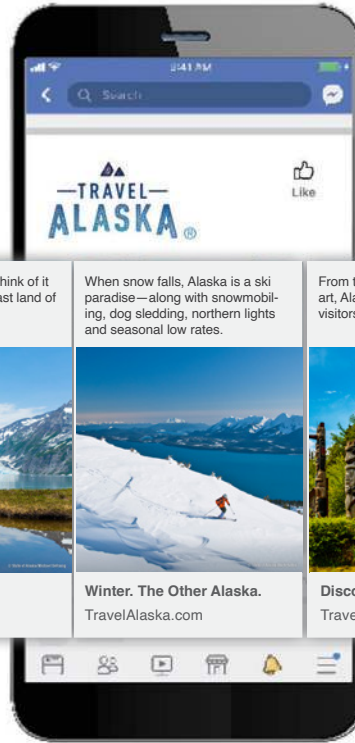 9:41 AM
Search
TRAVEL
ALASKA®
Like
hink of it
ast land of
When snow falls, Alaska is a ski
paradise—along with snowmobil-
ing, dog sledding, northern lights
and seasonal low rates.
From t
art, Ala
visitors
Winter. The Other Alaska.
TravelAlaska.com
Disco
Trave